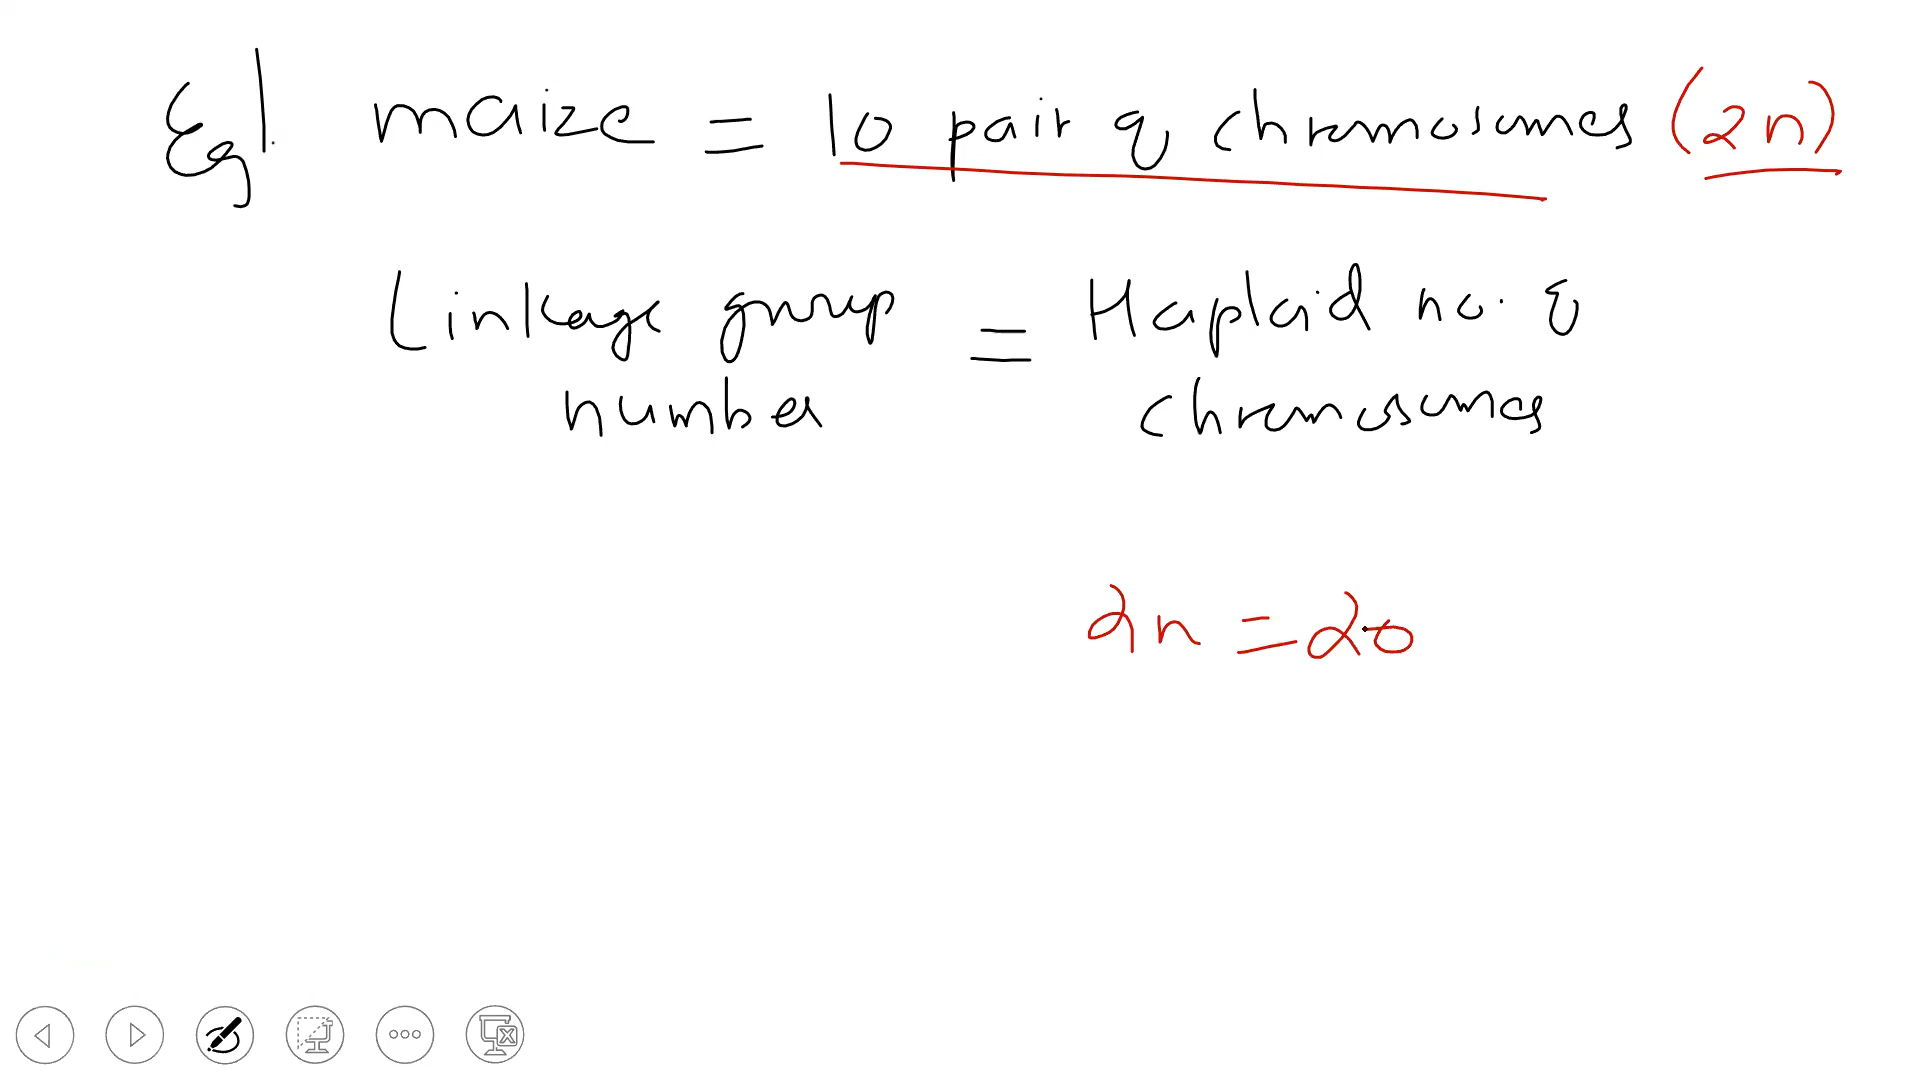 Eg). maize = 10 pair of chromosomes (2n)
Linkage group = Haploid no. of
number chromosomes
2n = 20